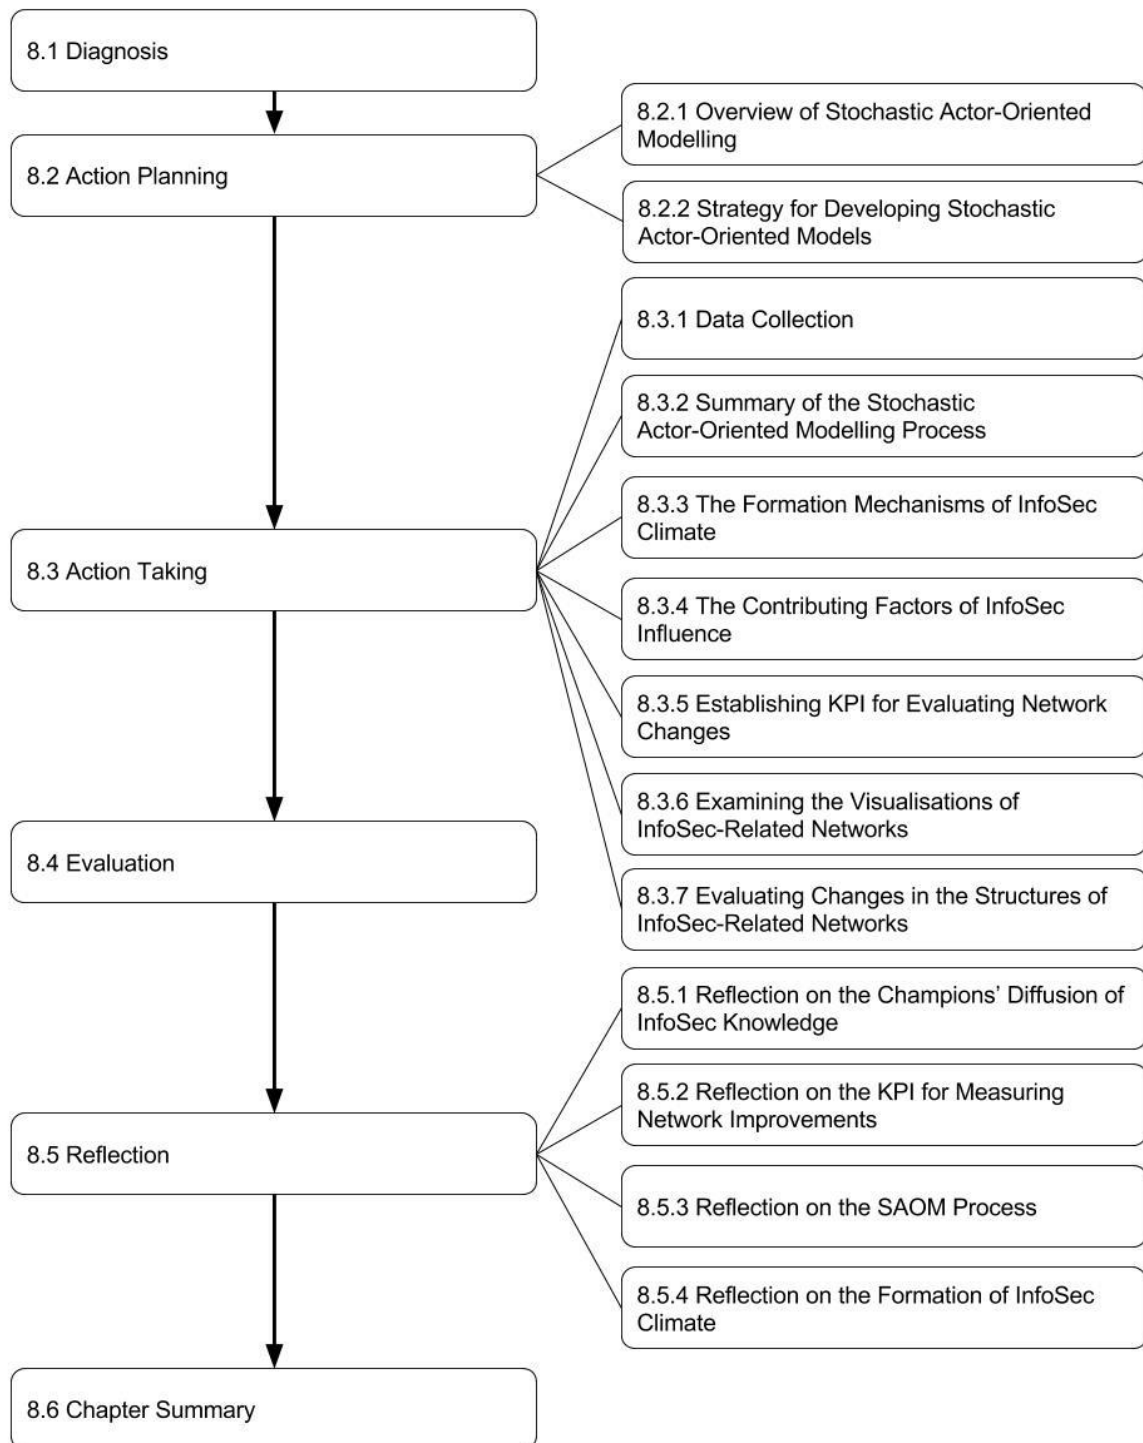 8.1 Diagnosis
8.2 Action Planning
8.2.1 Overview of Stochastic Actor-Oriented
Modelling
8.2.2 Strategy for Developing Stochastic
Actor-Oriented Models
8.3 Action Taking
8.3.1 Data Collection
8.3.2 Summary of the Stochastic
Actor-Oriented Modelling Process
8.3.3 The Formation Mechanisms of InfoSec
Climate
8.3.4 The Contributing Factors of InfoSec
Influence
8.3.5 Establishing KPI for Evaluating Network
Changes
8.3.6 Examining the Visualisations of
InfoSec-Related Networks
8.3.7 Evaluating Changes in the Structures of
InfoSec-Related Networks
8.4 Evaluation
8.5 Reflection
8.5.1 Reflection on the Champions’ Diffusion of
InfoSec Knowledge
8.5.2 Reflection on the KPI for Measuring
Network Improvements
8.5.3 Reflection on the SAOM Process
8.5.4 Reflection on the Formation of InfoSec
Climate
8.6 Chapter Summary